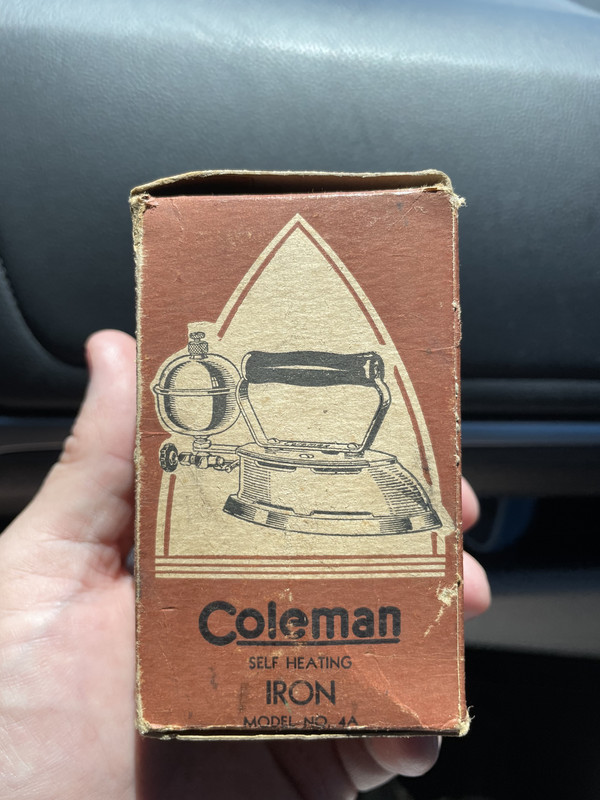 Coleman
SELF HEATING
IRON
MODEL NO. 4A